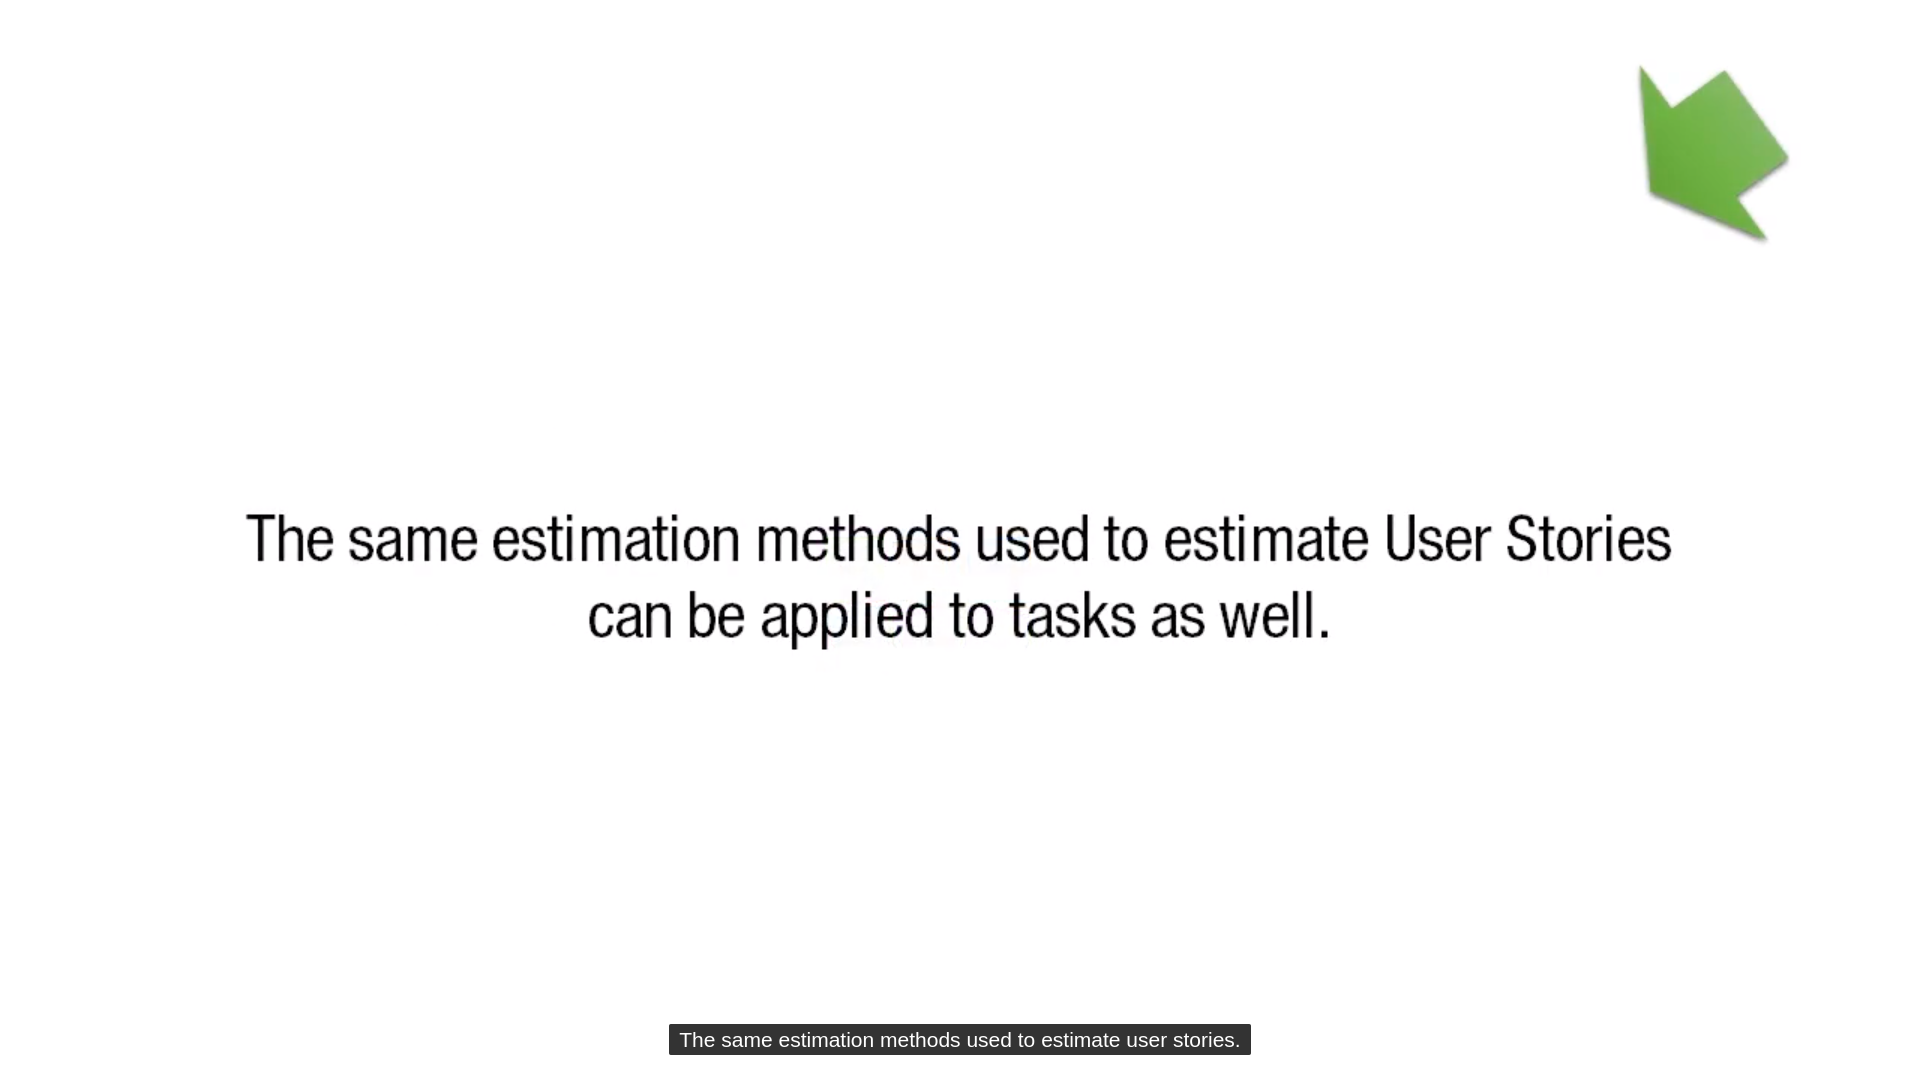 The same estimation methods used to estimate User Stories
can be applied to tasks as well.
The same estimation methods used to estimate user stories.